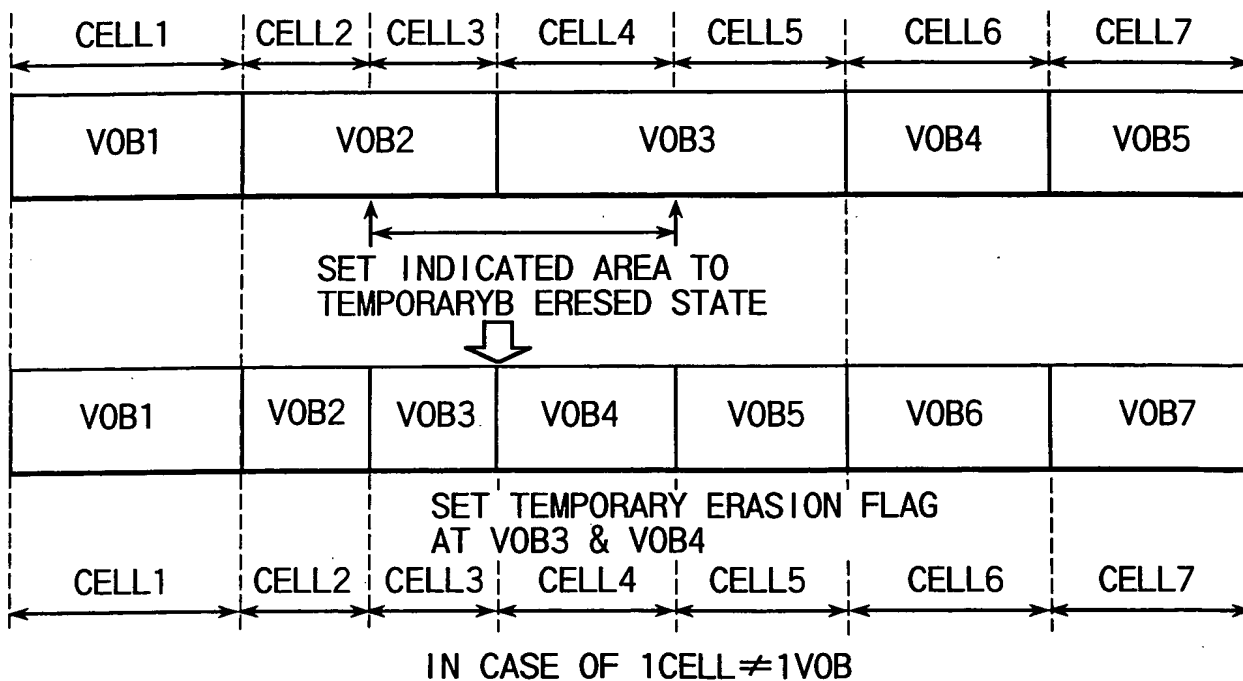 CELL1 CELL2 CELL3 CELL4 CELL5 CELL6 CELL7
VOB1 VOB2 VOB3 VOB4 VOB5
SET INDICATED AREA TO
TEMPORARYB ERESED STATE
VOB1 VOB2 VOB3 VOB4 VOB5 VOB6 VOB7
SET TEMPORARY ERASION FLAG
AT VOB3 & VOB4
CELL1 CELL2 CELL3 CELL4 CELL5 CELL6 CELL7
IN CASE OF 1CELL≠1VOB